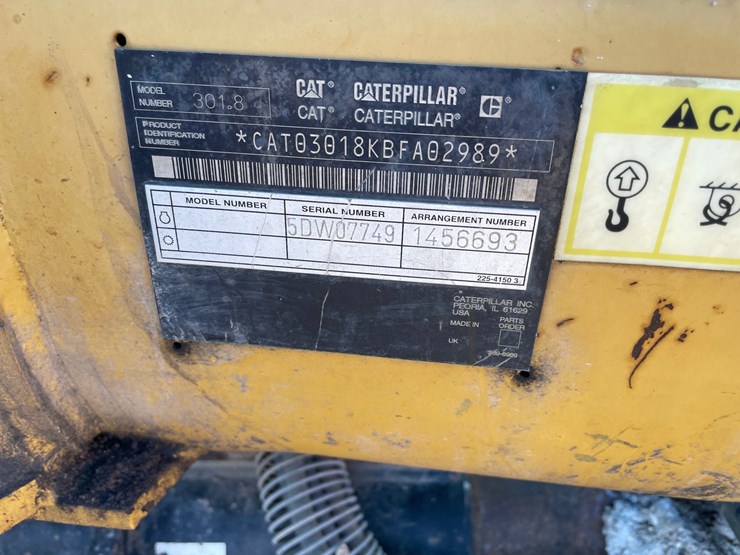 MODEL NUMBER 301.8
CAT® CATERPILLAR® C®
CAT® CATERPILLAR®
PRODUCT IDENTIFICATION NUMBER *CAT03018KBFA02989*
MODEL NUMBER SERIAL NUMBER ARRANGEMENT NUMBER
5DW07749 1456693
225-4150 3
CATERPILLAR INC.
PEORIA, IL 61629
USA
MADE IN PARTS ORDER
UK
CA